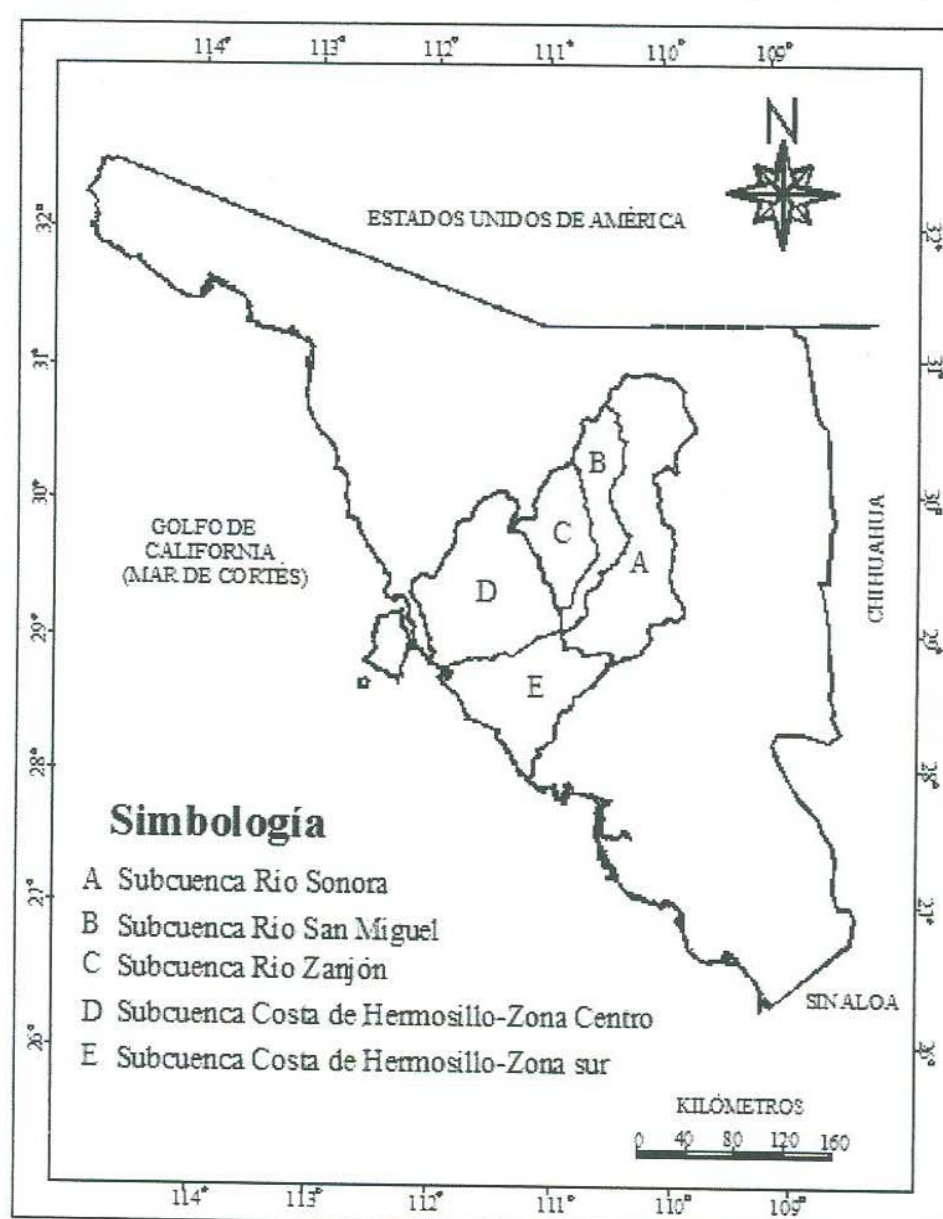 114° 113° 112° 111° 110° 109°
N
ESTADOS UNIDOS DE AMÉRICA
32° 32°
31° 31°
B
30° 30°
GOLFO DE
CALIFORNIA
(MAR DE CORTÉS)
C
A
D
CHIHUAHUA
29° 29°
E
28° 28°
Simbología
A Subcuenca Río Sonora
27° 27°
B Subcuenca Río San Miguel
C Subcuenca Río Zanjón
SINALOA
D Subcuenca Costa de Hermosillo-Zona Centro
26° 26°
E Subcuenca Costa de Hermosillo-Zona sur
KILÓMETROS
0 40 80 120 160
114° 113° 112° 111° 110° 109°